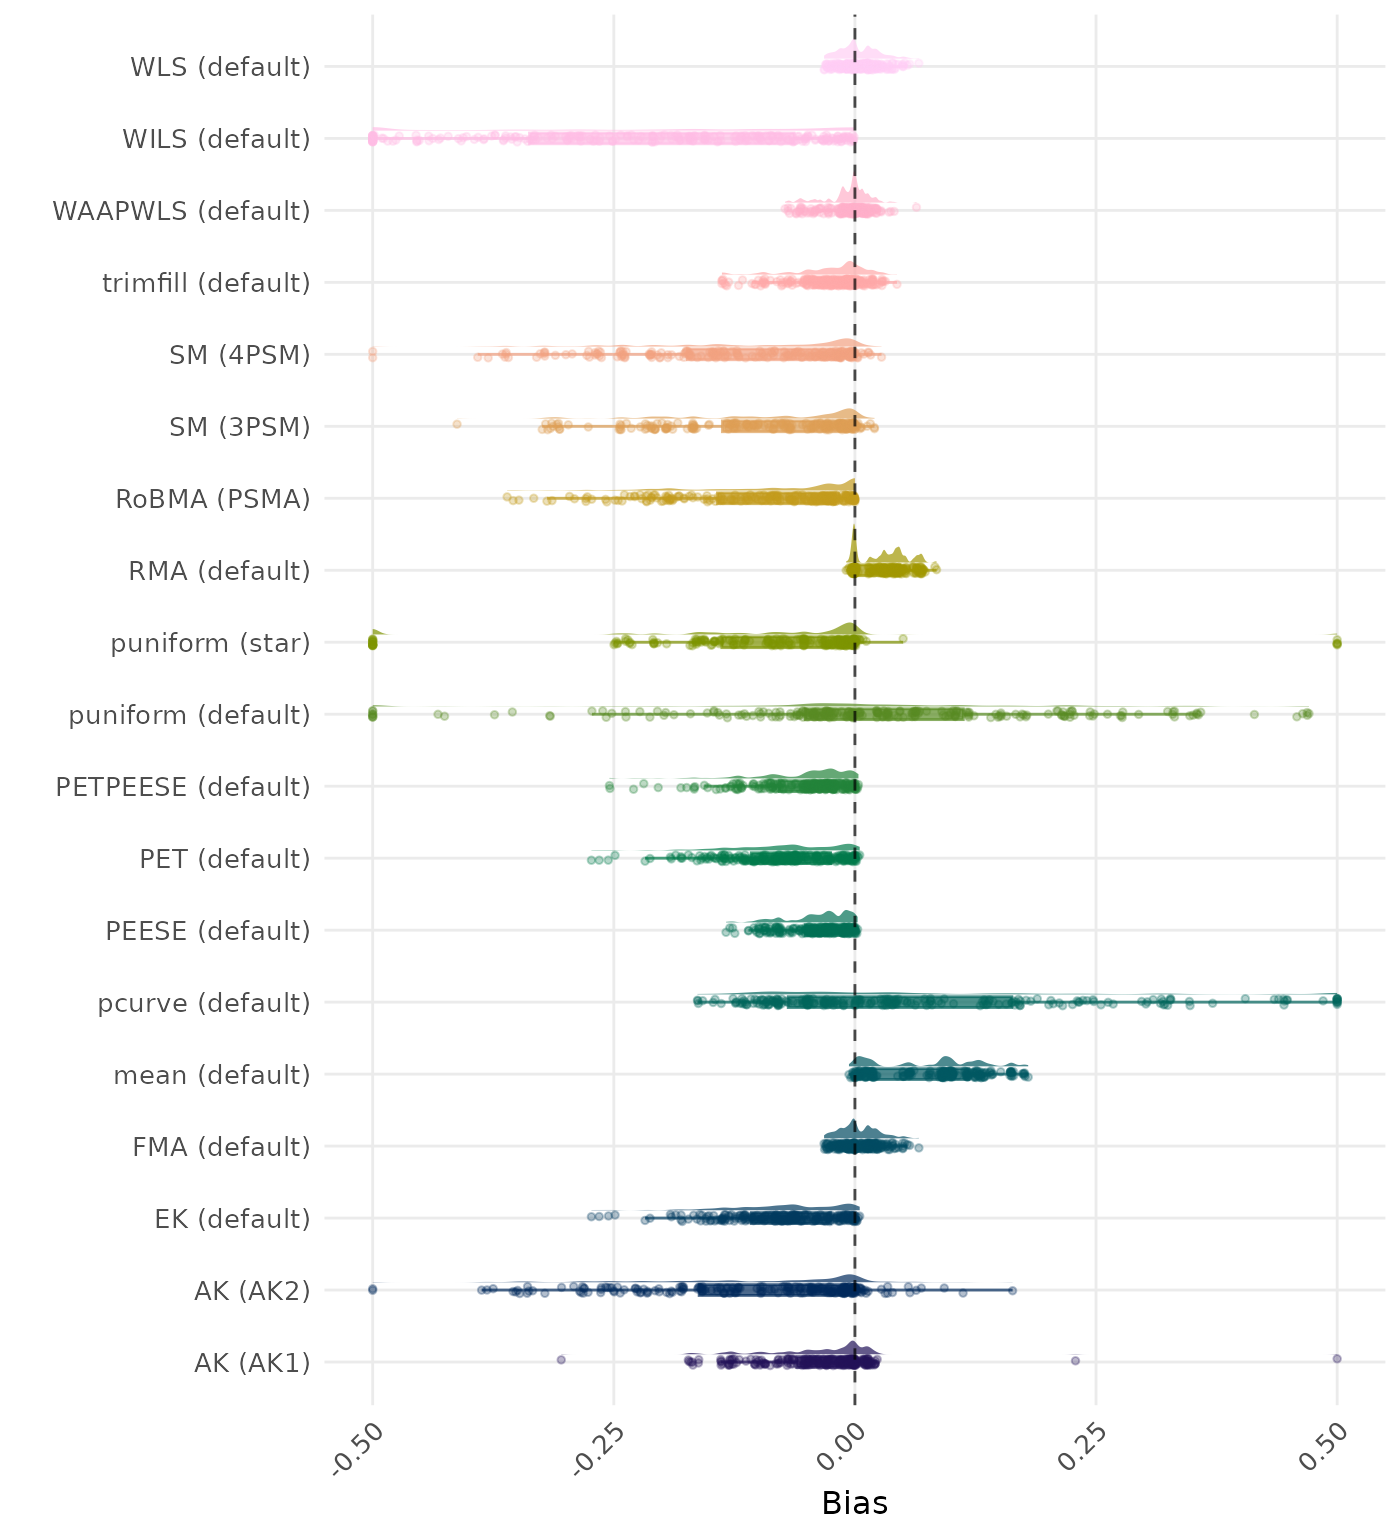 WLS (default)
WILS (default)
WAAPWLS (default)
trimfill (default)
SM (4PSM)
SM (3PSM)
RoBMA (PSMA)
RMA (default)
puniform (star)
puniform (default)
PETPEESE (default)
PET (default)
PEESE (default)
pcurve (default)
mean (default)
FMA (default)
EK (default)
AK (AK2)
AK (AK1)
-0.50 -0.25 0.00 0.25 0.50
Bias